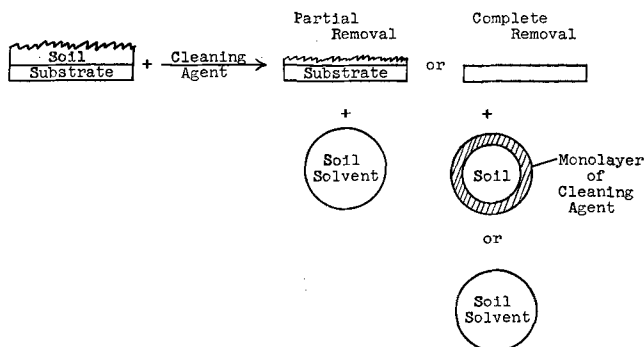 Partial
Removal
Complete
Removal
Soil
Substrate
+
Cleaning
Agent
Substrate
or
+
+
Soil
Solvent
Soil
Monolayer
of
Cleaning
Agent
or
Soil
Solvent